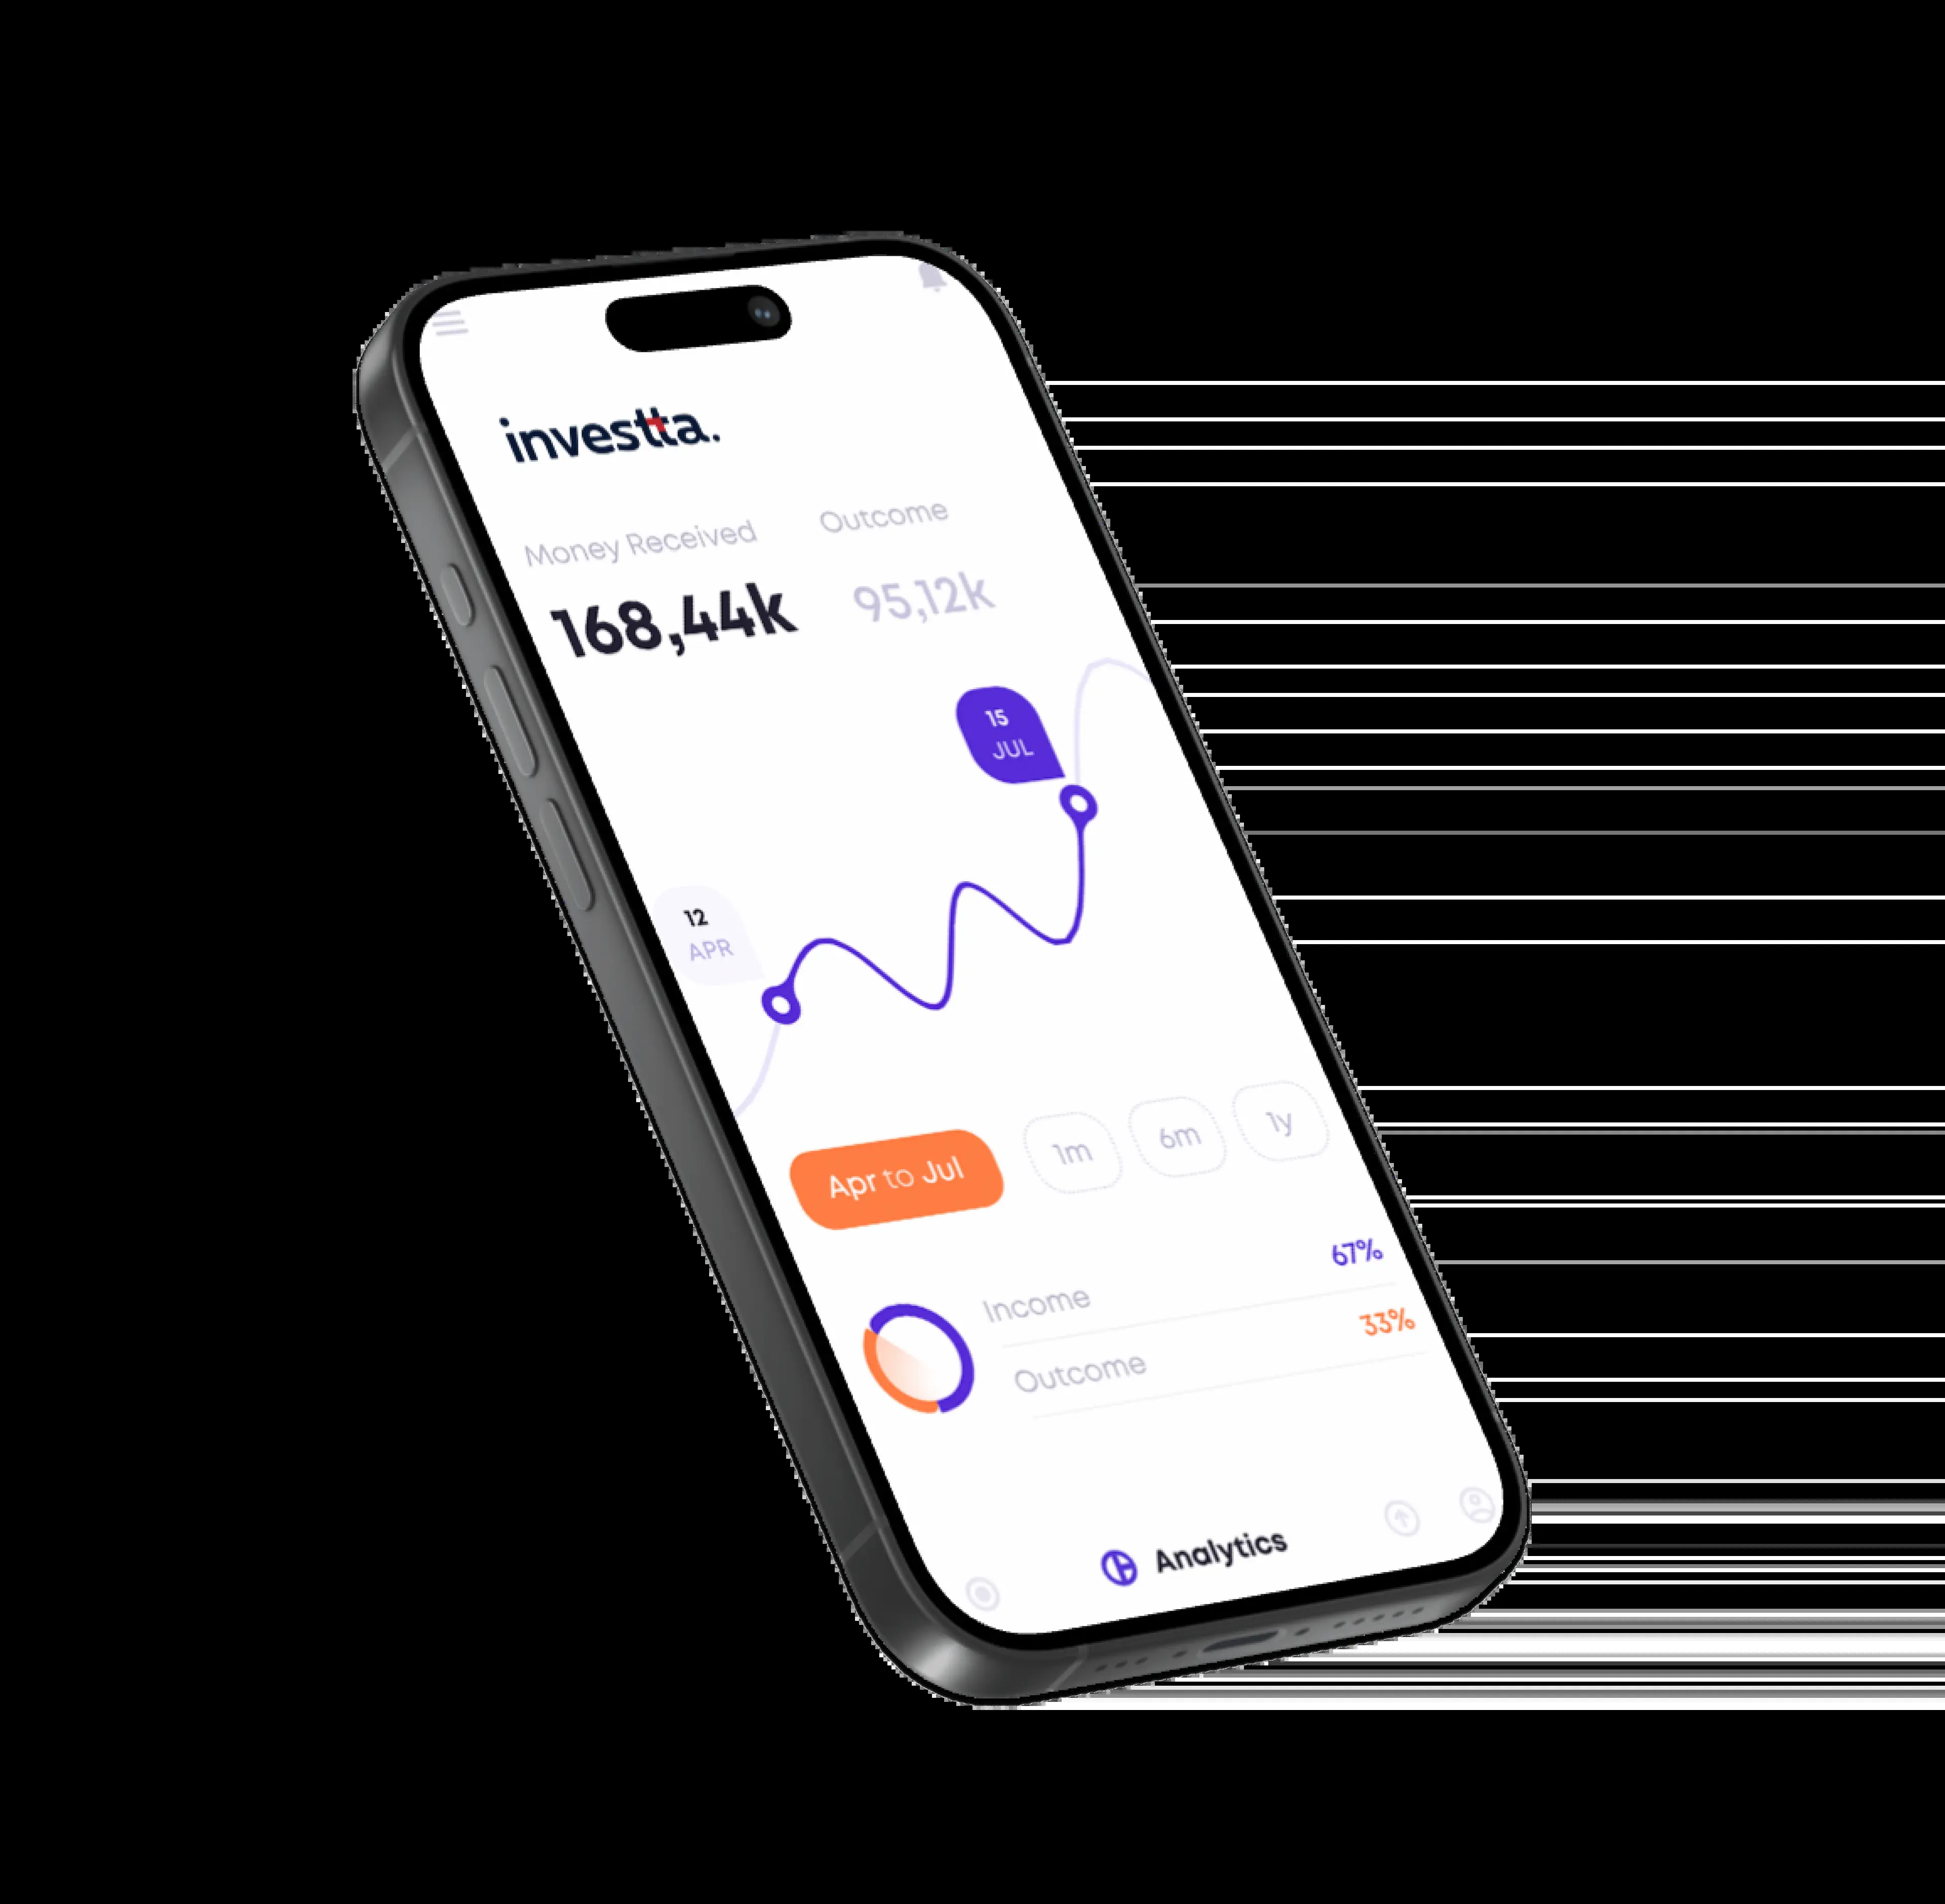 investta.
Money Received
Outcome
168,44k
95,12k
15
JUL
12
APR
Apr to Jul
1m
6m
1y
Income
67%
Outcome
33%
Analytics